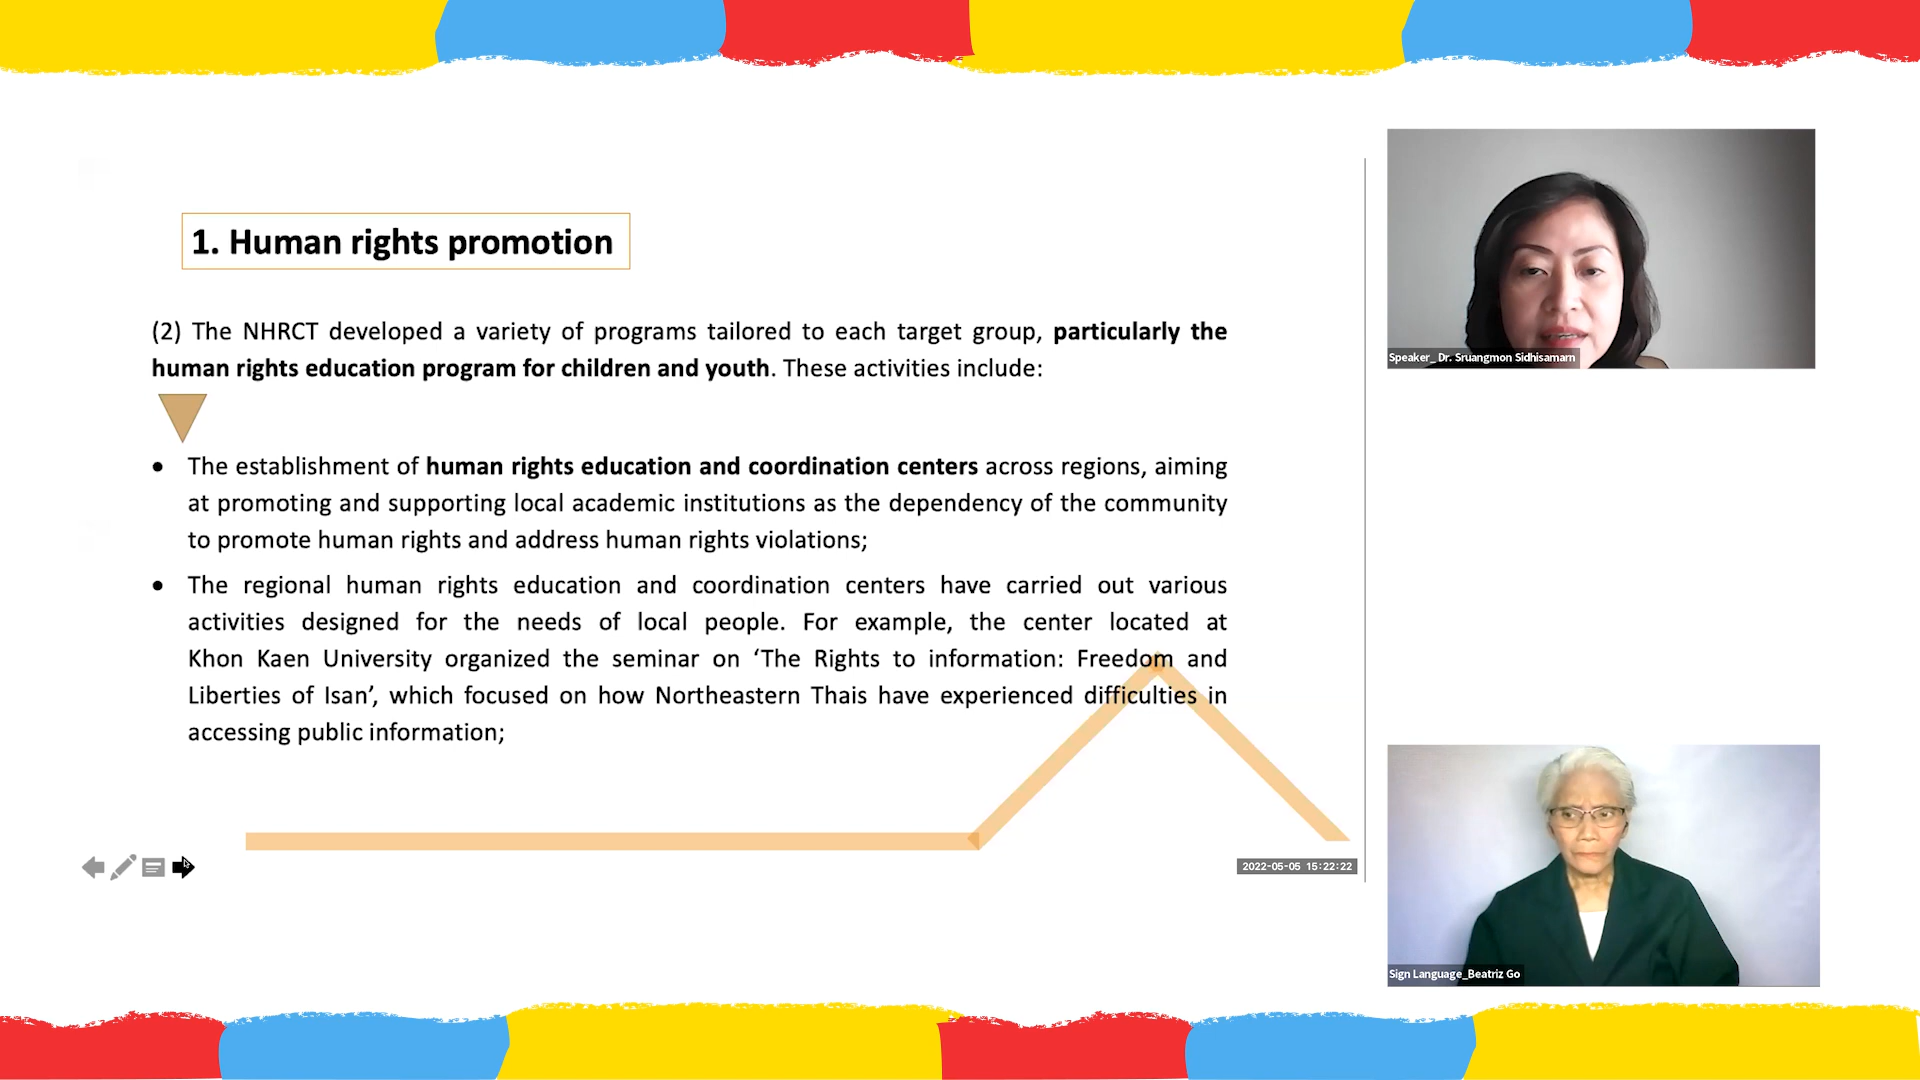 1. Human rights promotion
(2) The NHRCT developed a variety of programs tailored to each target group, particularly the
human rights education program for children and youth. These activities include:
• The establishment of human rights education and coordination centers across regions, aiming
at promoting and supporting local academic institutions as the dependency of the community
to promote human rights and address human rights violations;
• The regional human rights education and coordination centers have carried out various
activities designed for the needs of local people. For example, the center located at
Khon Kaen University organized the seminar on ‘The Rights to information: Freedom and
Liberties of Isan’, which focused on how Northeastern Thais have experienced difficulties in
accessing public information;
2022-05-05 15:22:22
Speaker_ Dr. Sruangmon Sidhisamarn
Sign Language_Beatriz Go